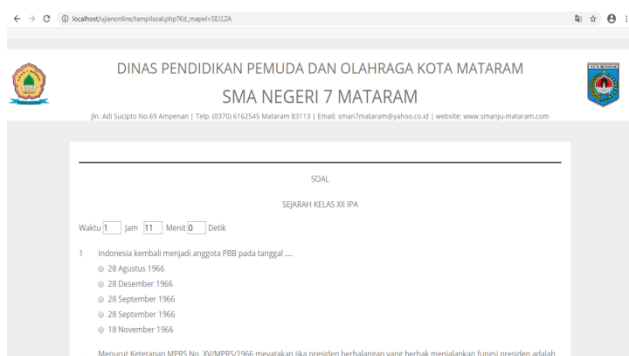 localhost/ujianonline/tampilsoal.php?Kd_mapel=SEJ12A
DINAS PENDIDIKAN PEMUDA DAN OLAHRAGA KOTA MATARAM
SMA NEGERI 7 MATARAM
Jln. Adi Sucipto No.69 Ampenan | Telp. (0370) 6162545 Mataram 83113 | Email: sman7mataram@yahoo.co.id | website: www.smanju-mataram.com
SOAL
SEJARAH KELAS XII IPA
Waktu 1 Jam 11 Menit 0 Detik
1 Indonesia kembali menjadi anggota PBB pada tanggal ....
28 Agustus 1966
28 Desember 1966
28 September 1966
28 September 1966
18 November 1966
Menurut Ketetapan MPRS No. XV/MPRS/1966 meyatakan jika presiden berhalangan yang berhak menjalankan fungsi presiden adalah